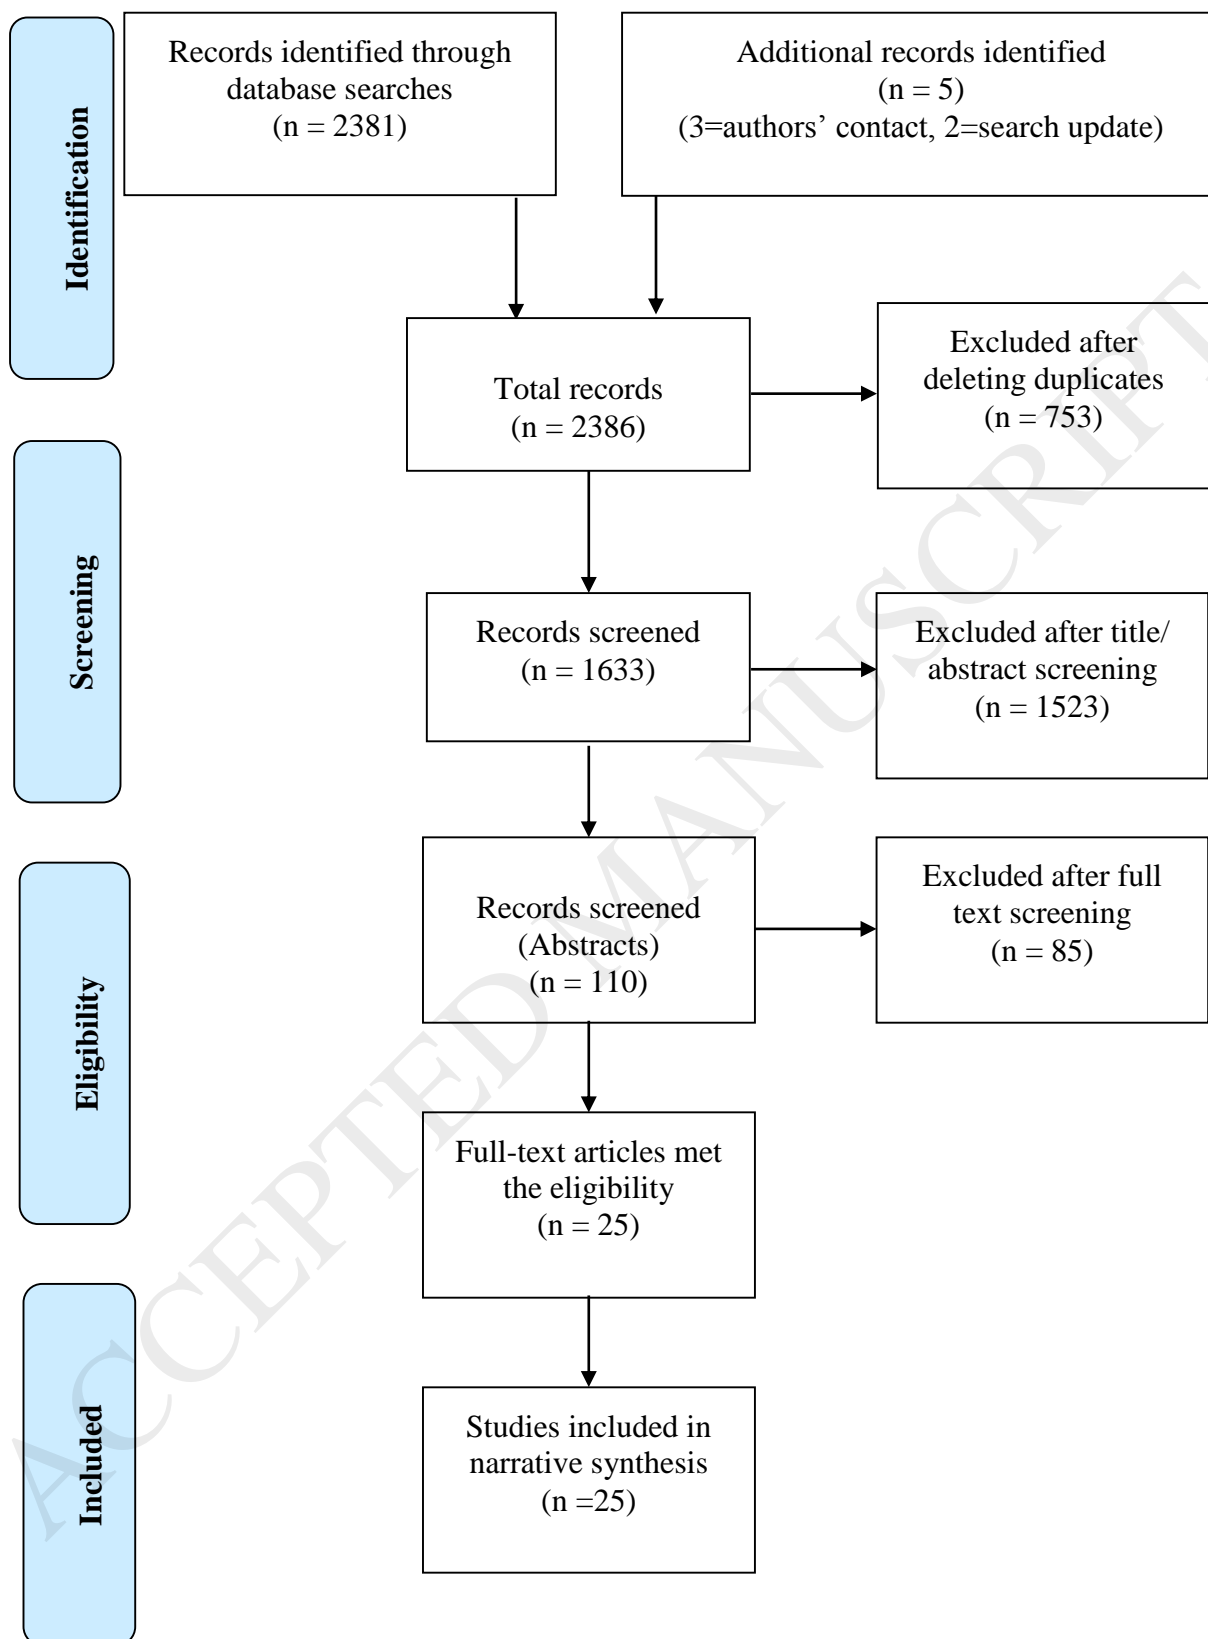 Identification
Records identified through
database searches
(n = 2381)
Additional records identified
(n = 5)
(3=authors’ contact, 2=search update)
Total records
(n = 2386)
Excluded after
deleting duplicates
(n = 753)
Screening
Records screened
(n = 1633)
Excluded after title/
abstract screening
(n = 1523)
Eligibility
Records screened
(Abstracts)
(n = 110)
Excluded after full
text screening
(n = 85)
Full-text articles met
the eligibility
(n = 25)
Included
Studies included in
narrative synthesis
(n =25)
ACCEPTED MANUSCRIPT